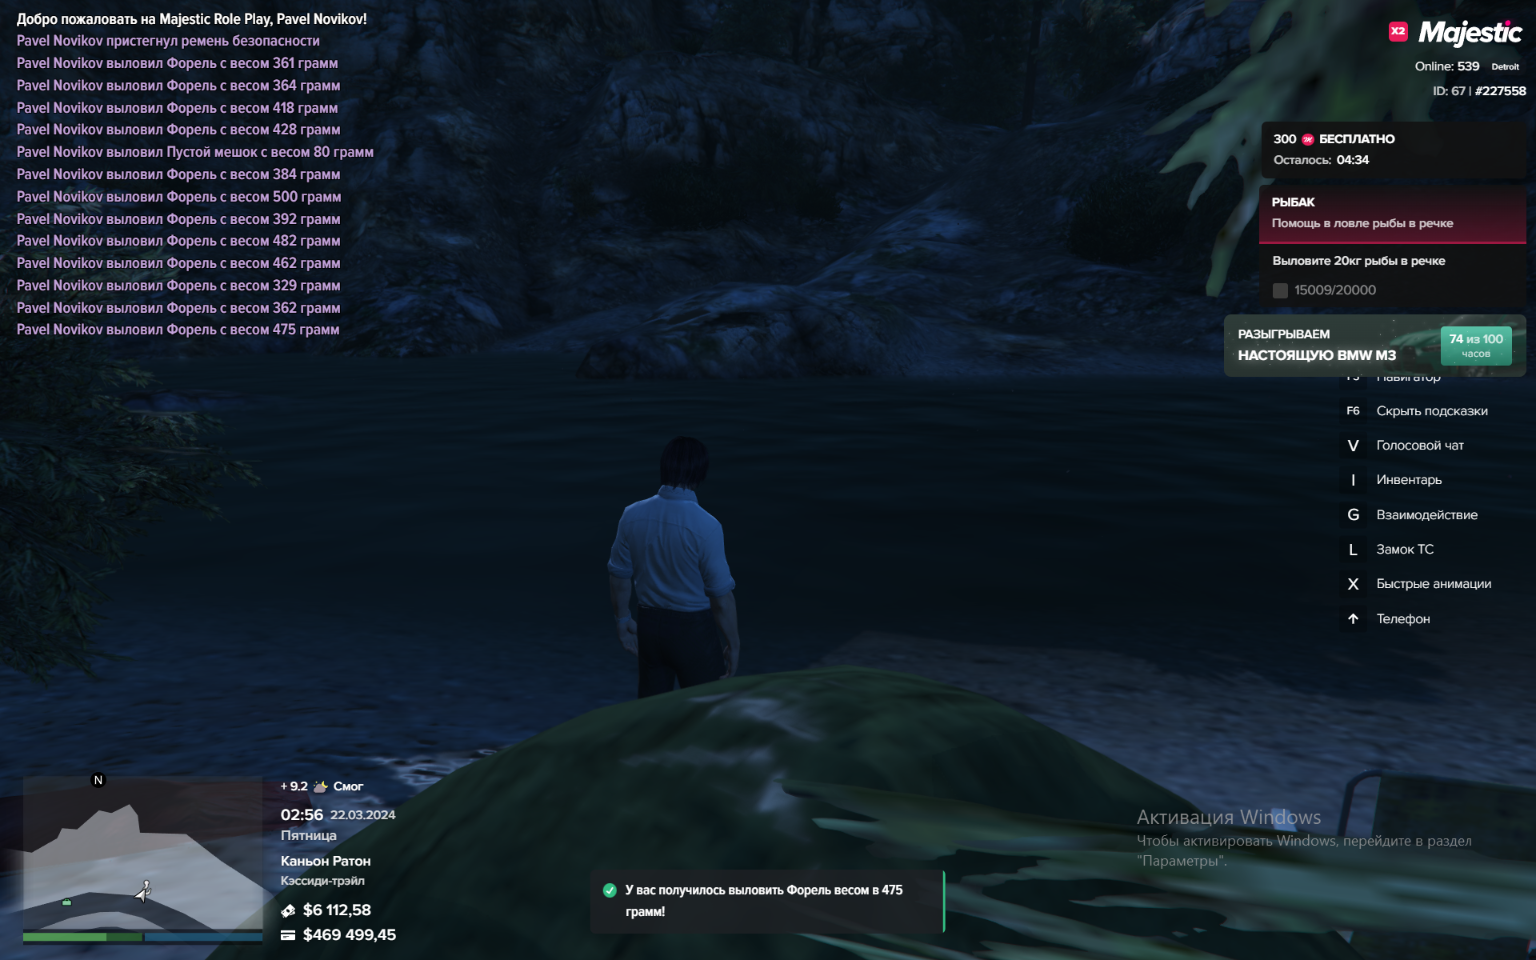 Добро пожаловать на Majestic Role Play, Pavel Novikov!
Pavel Novikov пристегнул ремень безопасности
Pavel Novikov выловил Форель с весом 361 грамм
Pavel Novikov выловил Форель с весом 364 грамм
Pavel Novikov выловил Форель с весом 418 грамм
Pavel Novikov выловил Форель с весом 428 грамм
Pavel Novikov выловил Пустой мешок с весом 80 грамм
Pavel Novikov выловил Форель с весом 384 грамм
Pavel Novikov выловил Форель с весом 500 грамм
Pavel Novikov выловил Форель с весом 392 грамм
Pavel Novikov выловил Форель с весом 482 грамм
Pavel Novikov выловил Форель с весом 462 грамм
Pavel Novikov выловил Форель с весом 329 грамм
Pavel Novikov выловил Форель с весом 362 грамм
Pavel Novikov выловил Форель с весом 475 грамм
X2 Majestic
Online: 539 Detroit
ID: 67 | #227558
300 БЕСПЛАТНО
Осталось: 04:34
РЫБАК
Помощь в ловле рыбы в речке
Выловите 20кг рыбы в речке
15009/20000
РАЗЫГРЫВАЕМ
НАСТОЯЩУЮ BMW M3
74 из 100
часов
Навигатор
F6 Скрыть подсказки
V Голосовой чат
I Инвентарь
G Взаимодействие
L Замок ТС
X Быстрые анимации
Телефон
N
+ 9.2 Смог
02:56 22.03.2024
Пятница
Каньон Ратон
Кэссиди-трэйл
$6 112,58
$469 499,45
У вас получилось выловить Форель весом в 475
грамм!
Активация Windows
Чтобы активировать Windows, перейдите в раздел
"Параметры".